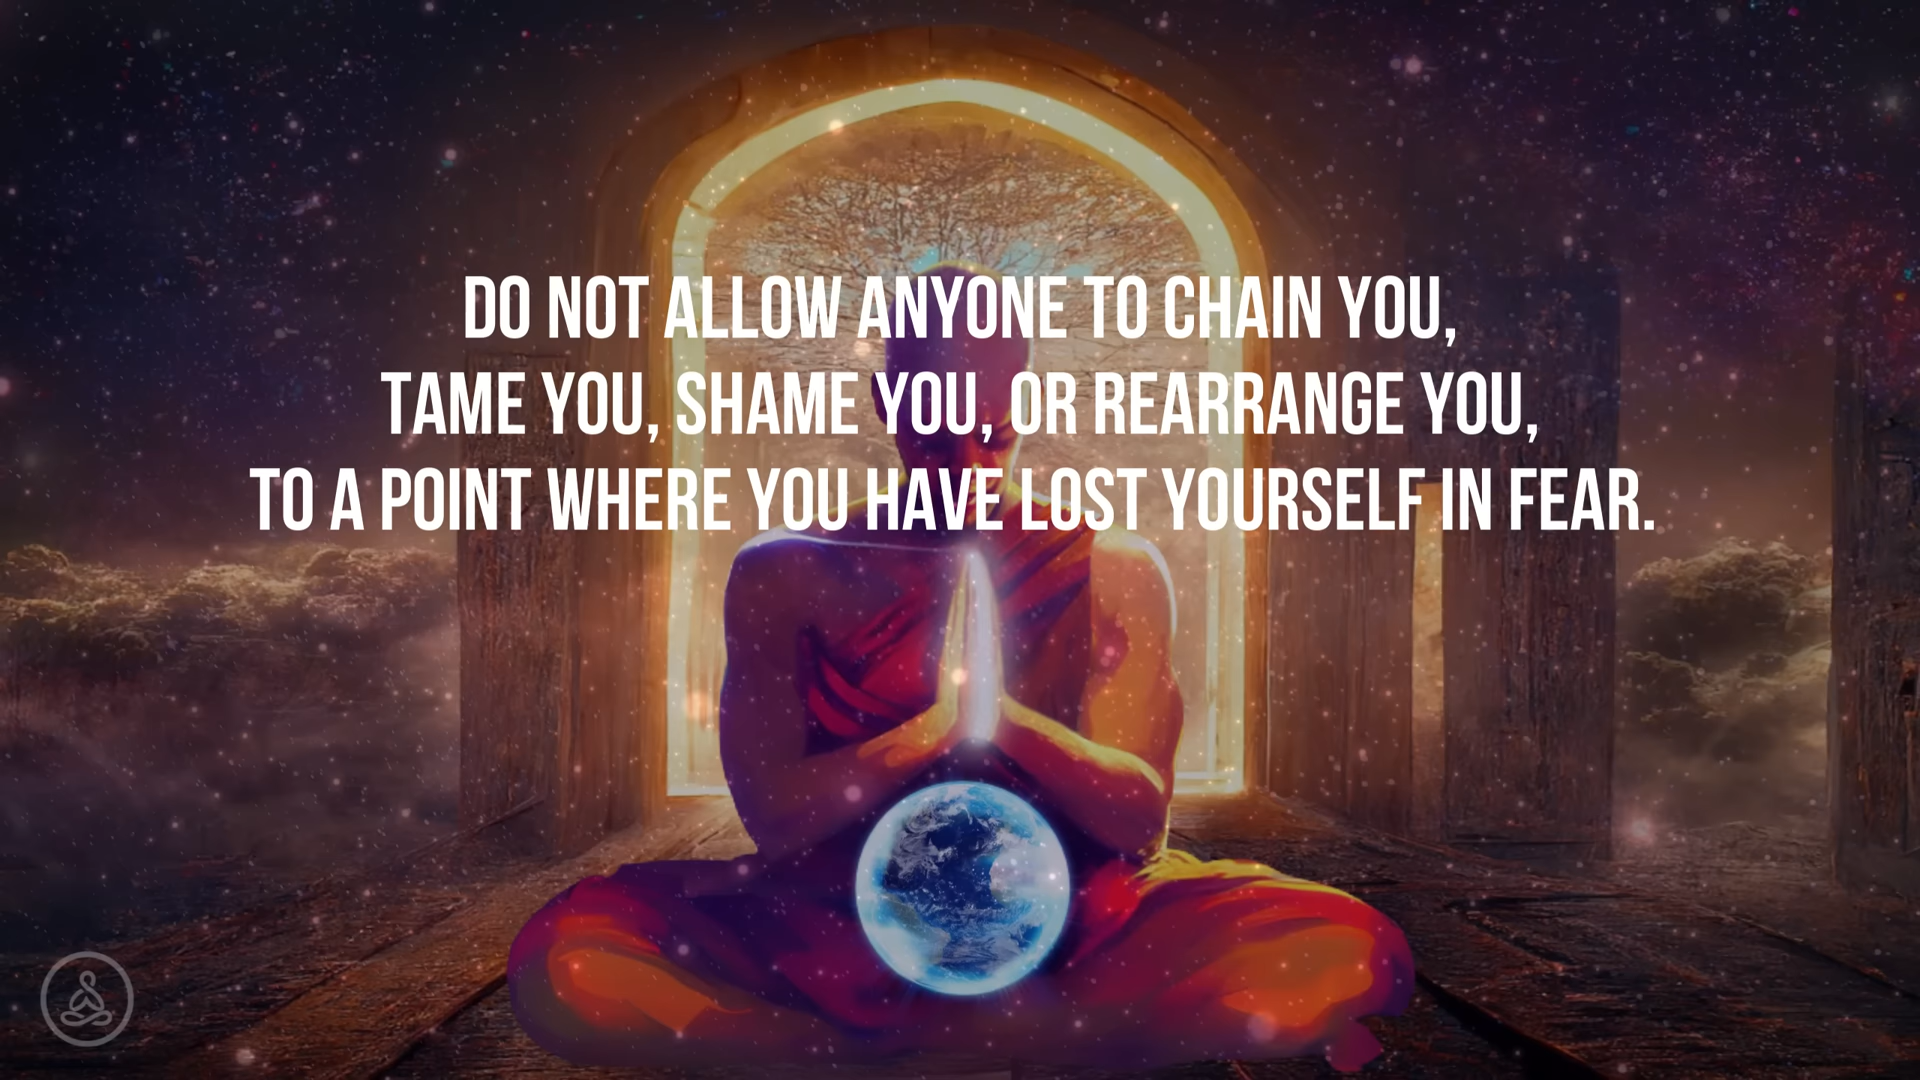 DO NOT ALLOW ANYONE TO CHAIN YOU,
TAME YOU, SHAME YOU, OR REARRANGE YOU,
TO A POINT WHERE YOU HAVE LOST YOURSELF IN FEAR.